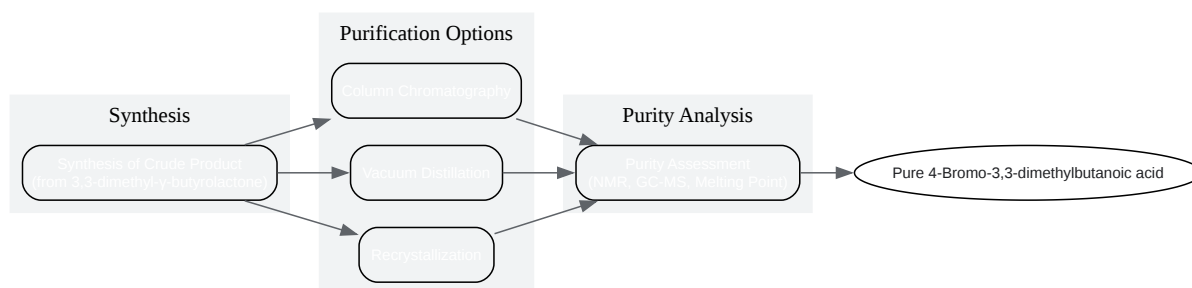 Purification Options
Column Chromatography
Synthesis
Synthesis of Crude Product
(from 3,3-dimethyl-γ-butyrolactone)
Vacuum Distillation
Recrystallization
Purity Analysis
Purity Assessment
(NMR, GC-MS, Melting Point)
Pure 4-Bromo-3,3-dimethylbutanoic acid